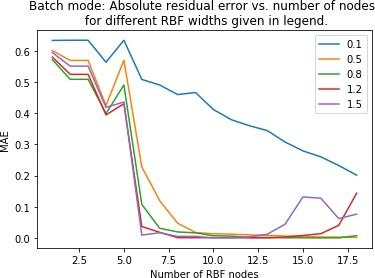 Batch mode: Absolute residual error vs. number of nodes
for different RBF widths given in legend.
0.1
0.5
0.8
1.2
1.5
MAE
0.6
0.5
0.4
0.3
0.2
0.1
0.0
2.5 5.0 7.5 10.0 12.5 15.0 17.5
Number of RBF nodes